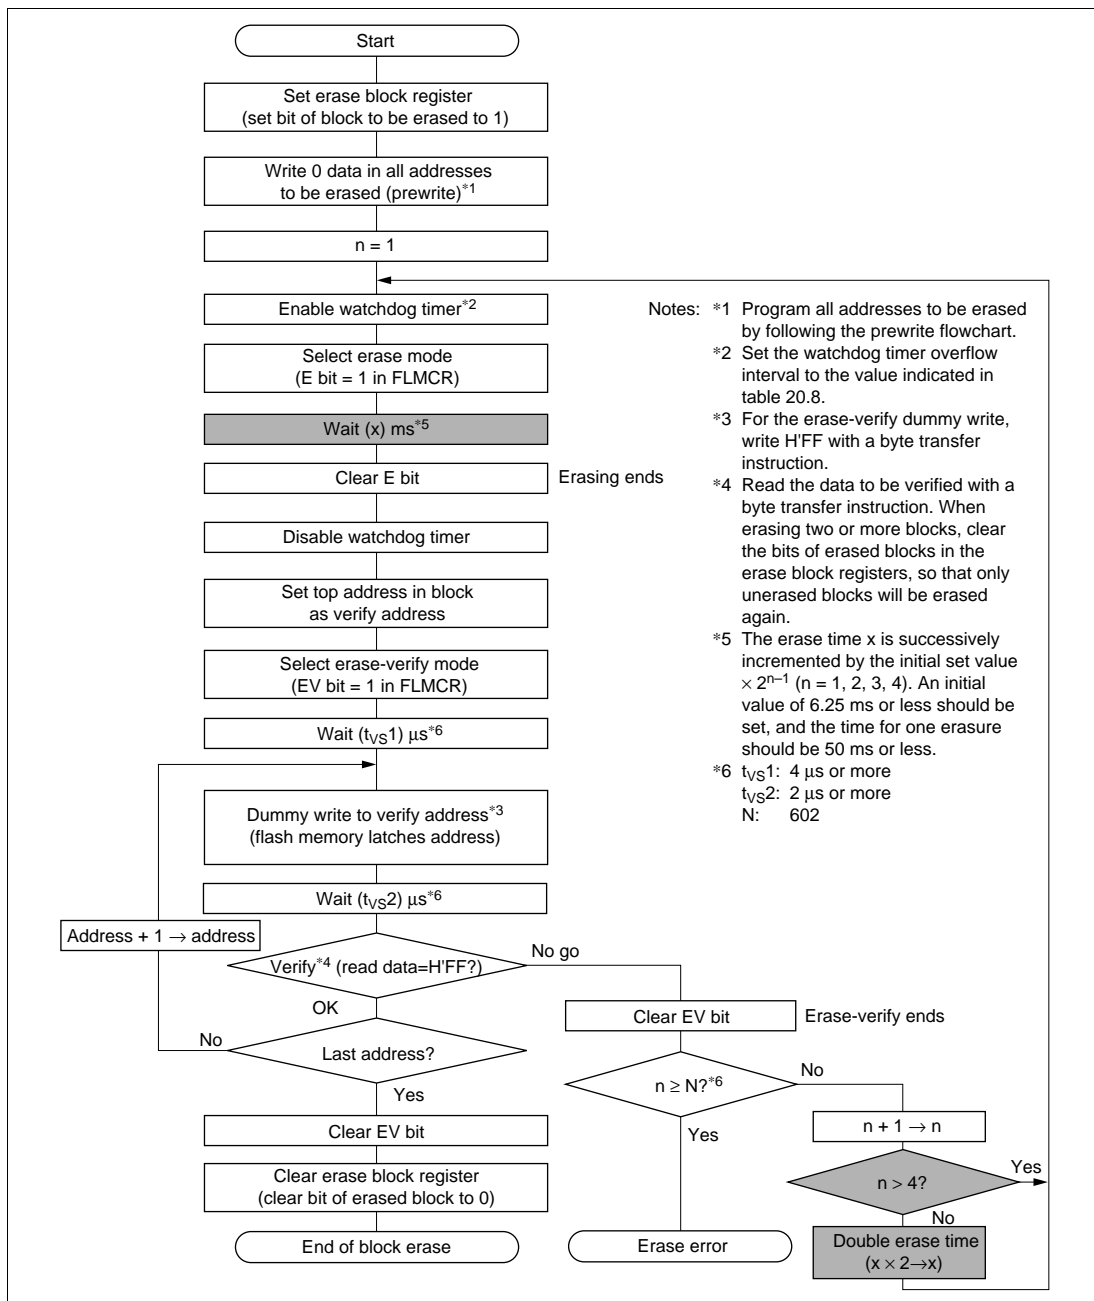 Start
Set erase block register
(set bit of block to be erased to 1)
Write 0 data in all addresses
to be erased (prewrite)*1
n = 1
Enable watchdog timer*2
Select erase mode
(E bit = 1 in FLMCR)
Wait (x) ms*5
Clear E bit
Erasing ends
Disable watchdog timer
Set top address in block
as verify address
Select erase-verify mode
(EV bit = 1 in FLMCR)
Wait (tVS1) μs*6
Dummy write to verify address*3
(flash memory latches address)
Wait (tVS2) μs*6
Address + 1 → address
Verify*4 (read data=H'FF?)
No go
OK
No
Last address?
Yes
Clear EV bit
Clear erase block register
(clear bit of erased block to 0)
End of block erase
Clear EV bit
Erase-verify ends
n ≥ N?*6
No
Yes
Erase error
n + 1 → n
n > 4?
Yes
No
Double erase time
(x × 2→x)
Notes: *1 Program all addresses to be erased
by following the prewrite flowchart.
*2 Set the watchdog timer overflow
interval to the value indicated in
table 20.8.
*3 For the erase-verify dummy write,
write H'FF with a byte transfer
instruction.
*4 Read the data to be verified with a
byte transfer instruction. When
erasing two or more blocks, clear
the bits of erased blocks in the
erase block registers, so that only
unerased blocks will be erased
again.
*5 The erase time x is successively
incremented by the initial set value
× 2n–1 (n = 1, 2, 3, 4). An initial
value of 6.25 ms or less should be
set, and the time for one erasure
should be 50 ms or less.
*6 tVS1: 4 μs or more
tVS2: 2 μs or more
N: 602